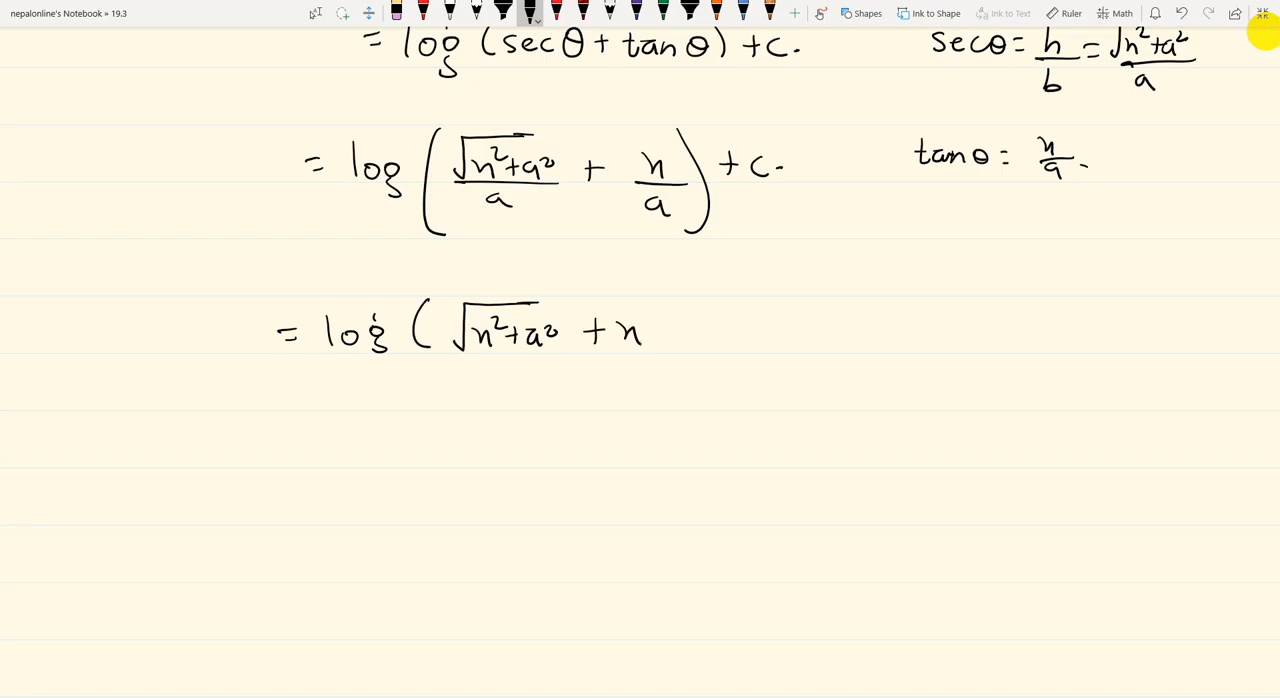 nepalonline's Notebook » 19.3
Shapes Ink to Shape Ink to Text Ruler Math
= log (secθ + tanθ) + c.
secθ = h/b = √x²+a²/a
= log ( √x²+a²/a + x/a ) + c.
tanθ = x/a.
= log ( √x²+a² + x